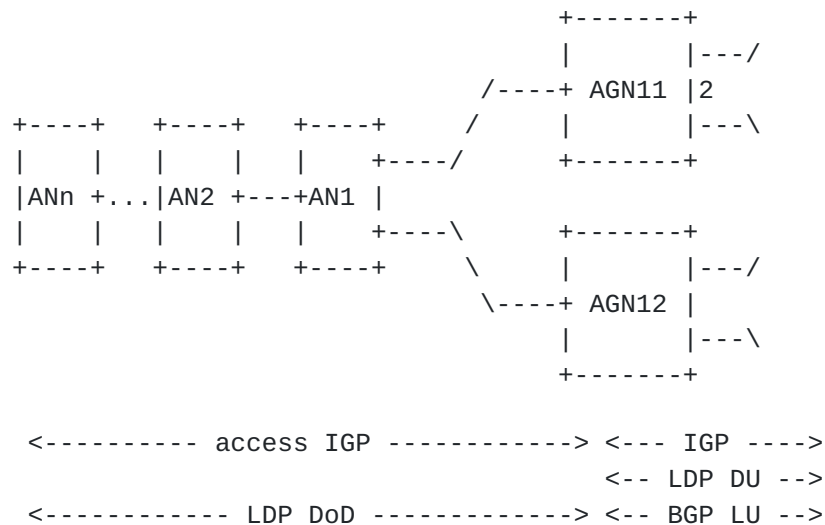 +-------+
                                              |       |---/
                                         /----+ AGN11 |2
+----+   +----+   +----+     /       |       |---\
|    |   |    |   |    +----/        +-------+
|ANn +...|AN2 +---+AN1 |
|    |   |    |   |    +----\        +-------+
+----+   +----+   +----+     \       |       |---/
                              \----+ AGN12 |
                                     |       |---\
                                     +-------+
<---------- access IGP ------------> <--- IGP ---->
                                     <-- LDP DU -->
<------------ LDP DoD -------------> <-- BGP LU -->